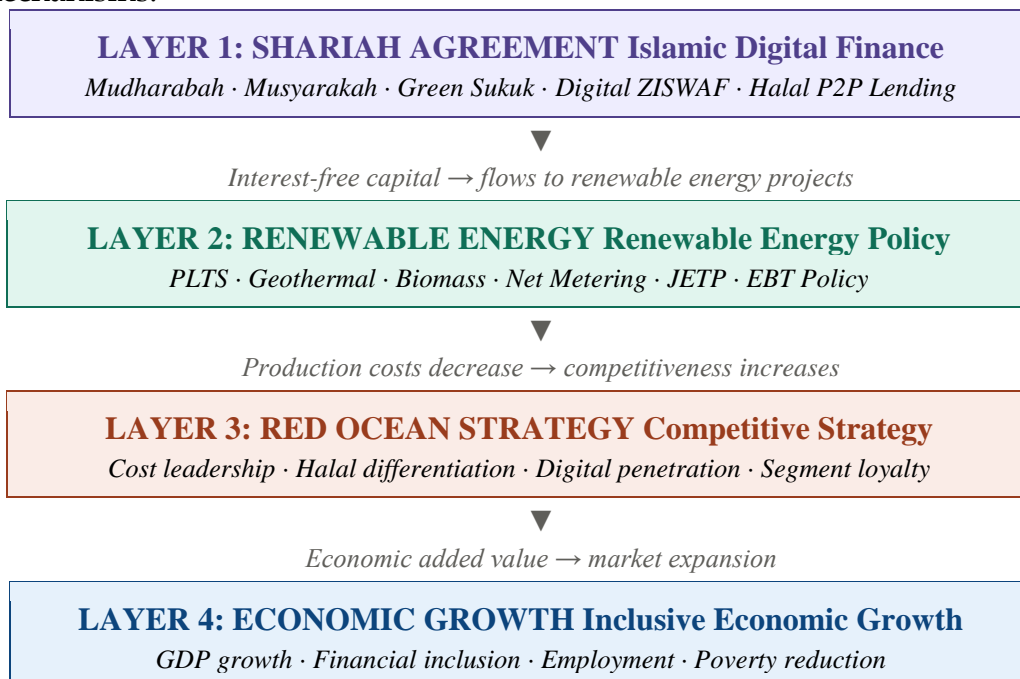 LAYER 1: SHARIAH AGREEMENT Islamic Digital Finance
Mudharabah · Musyarakah · Green Sukuk · Digital ZISWAF · Halal P2P Lending
Interest-free capital → flows to renewable energy projects
LAYER 2: RENEWABLE ENERGY Renewable Energy Policy
PLTS · Geothermal · Biomass · Net Metering · JETP · EBT Policy
Production costs decrease → competitiveness increases
LAYER 3: RED OCEAN STRATEGY Competitive Strategy
Cost leadership · Halal differentiation · Digital penetration · Segment loyalty
Economic added value → market expansion
LAYER 4: ECONOMIC GROWTH Inclusive Economic Growth
GDP growth · Financial inclusion · Employment · Poverty reduction